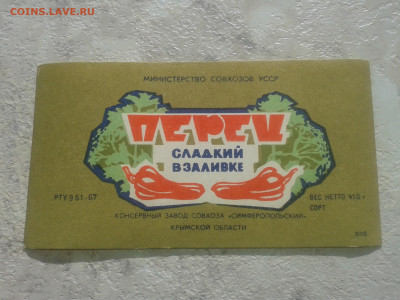 COINS.LAVE.RU
МИНИСТЕРСТВО СОВХОЗОВ УССР
ПЕРЕЦ
СЛАДКИЙ
В ЗАЛИВКЕ
РТУ 961-67
ВЕС НЕТТО 450 г
СОРТ
КОНСЕРВНЫЙ ЗАВОД СОВХОЗА «СИМФЕРОПОЛЬСКИЙ»
КРЫМСКОЙ ОБЛАСТИ